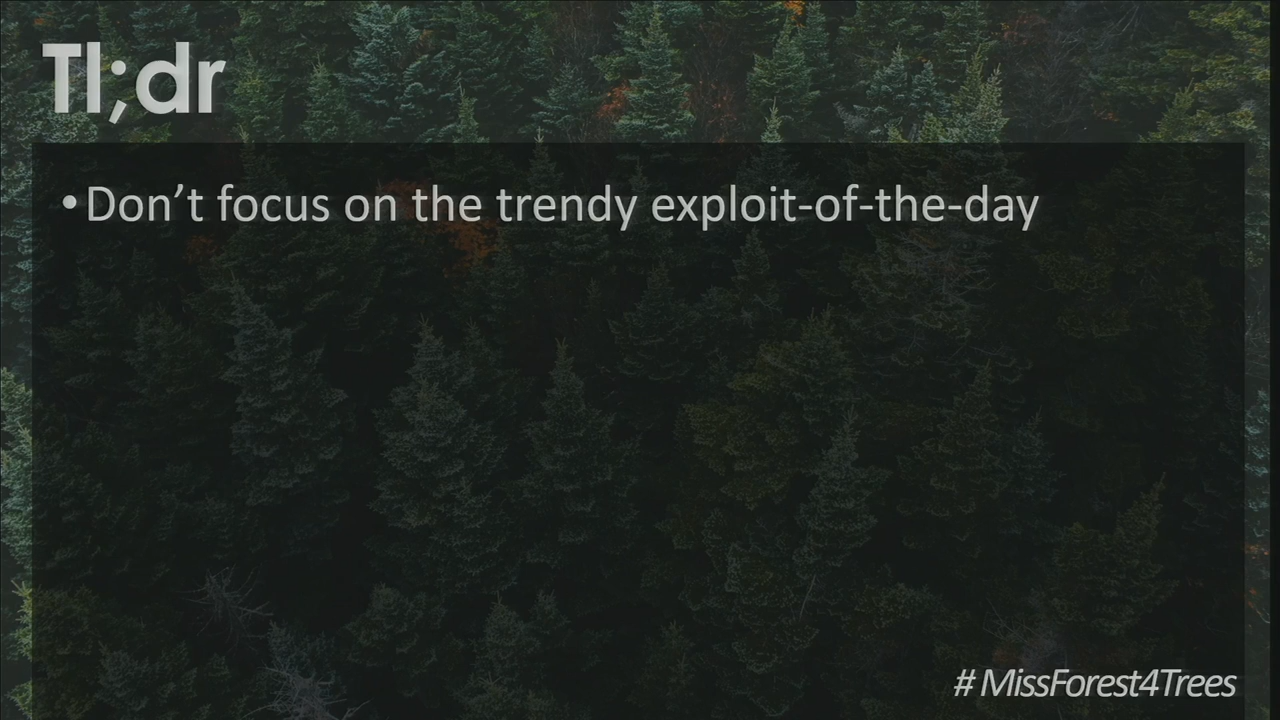 Tl;dr
•Don’t focus on the trendy exploit-of-the-day
# MissForest4Trees